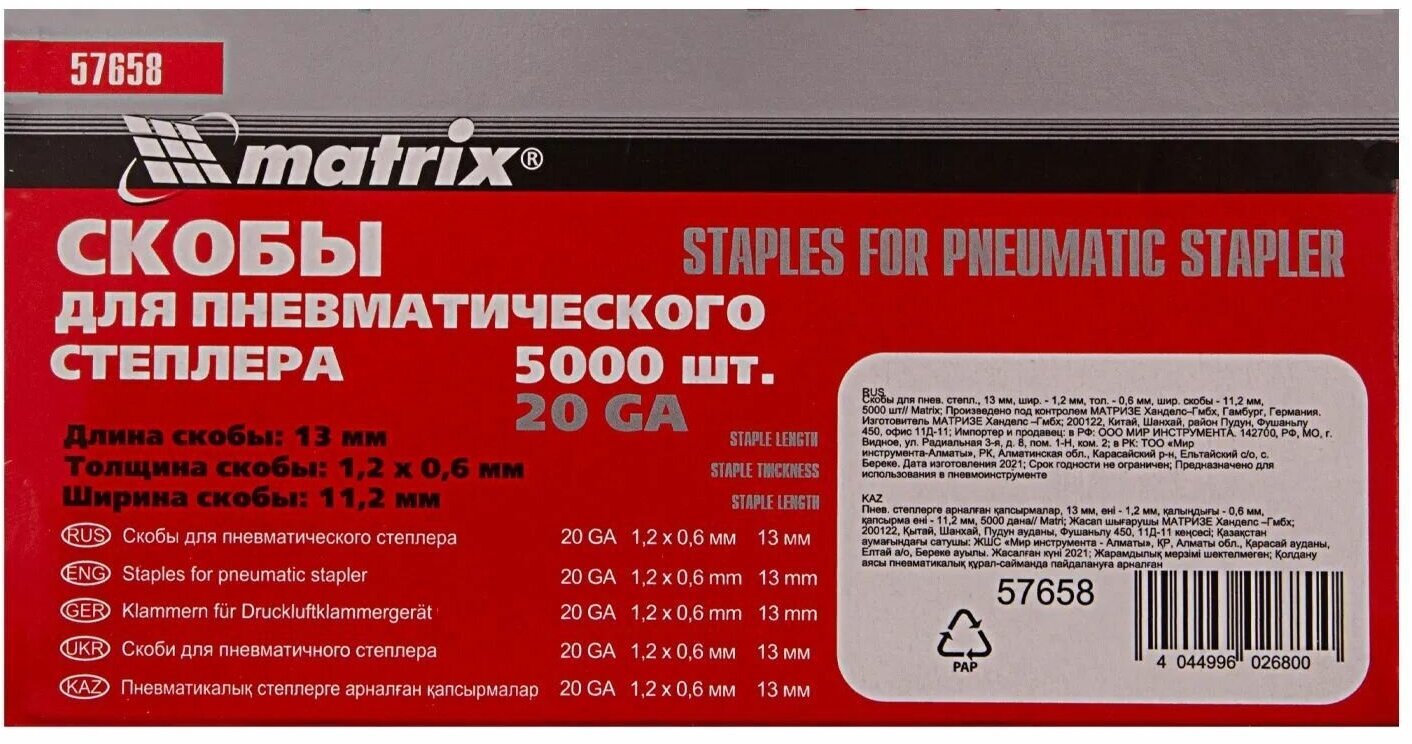 57658
matrix®
СКОБЫ
STAPLES FOR PNEUMATIC STAPLER
ДЛЯ ПНЕВМАТИЧЕСКОГО
СТЕПЛЕРА 5000 шт.
20 GA
Длина скобы: 13 мм STAPLE LENGTH
Толщина скобы: 1,2 x 0,6 мм STAPLE THICKNESS
Ширина скобы: 11,2 мм STAPLE LENGTH
RUS Скобы для пневматического степлера 20 GA 1,2 x 0,6 мм 13 мм
ENG Staples for pneumatic stapler 20 GA 1,2 x 0,6 mm 13 mm
GER Klammern für Druckluftklammergerät 20 GA 1,2 x 0,6 mm 13 mm
UKR Скоби для пневматичного степлера 20 GA 1,2 x 0,6 мм 13 мм
KAZ Пневматикалық степлерге арналған қапсырмалар 20 GA 1,2 x 0,6 мм 13 мм
RUS
Скобы для пнев. степл., 13 мм, шир. - 1,2 мм, тол. - 0,6 мм, шир. скобы - 11,2 мм,
5000 шт// Matrix; Произведено под контролем МАТРИЗЕ Ханделс-Гмбх, Гамбург, Германия.
Изготовитель МАТРИЗЕ Ханделс -Гмбх; 200122, Китай, Шанхай, район Пудун, Фушаньлу
450, офис 11Д-11; Импортер и продавец: в РФ: ООО МИР ИНСТРУМЕНТА, 142700, РФ, МО, г.
Видное, ул. Радиальная 3-я, д. 8, пом. 1-Н, ком. 2; в РК: ТОО «Мир
инструмента-Алматы», РК, Алматинская обл., Карасайский р-н, Ельтайский с/о, с.
Береке. Дата изготовления 2021; Срок годности не ограничен; Предназначено для
использования в пневмоинструменте
KAZ
Пнев. степлерге арналған қапсырмалар, 13 мм, ені - 1,2 мм, қалыңдығы - 0,6 мм,
қапсырма ені - 11,2 мм, 5000 дана// Matri; Жасап шығарушы МАТРИЗЕ Ханделс –Гмбх;
200122, Қытай, Шанхай, Пудун ауданы, Фушаньлу 450, 11Д-11 кеңсесі; Қазақстан
аумағындағы сатушы: ЖШС «Мир инструмента - Алматы», ҚР, Алматы обл., Қарасай ауданы,
Елтай а/о, Береке ауылы. Жасалған күні 2021; Жарамдылық мерзімі шектелмеген; Қолдану
аясы пневматикалық құрал-сайманда пайдалануға арналған
57658
PAP
4 044996 026800